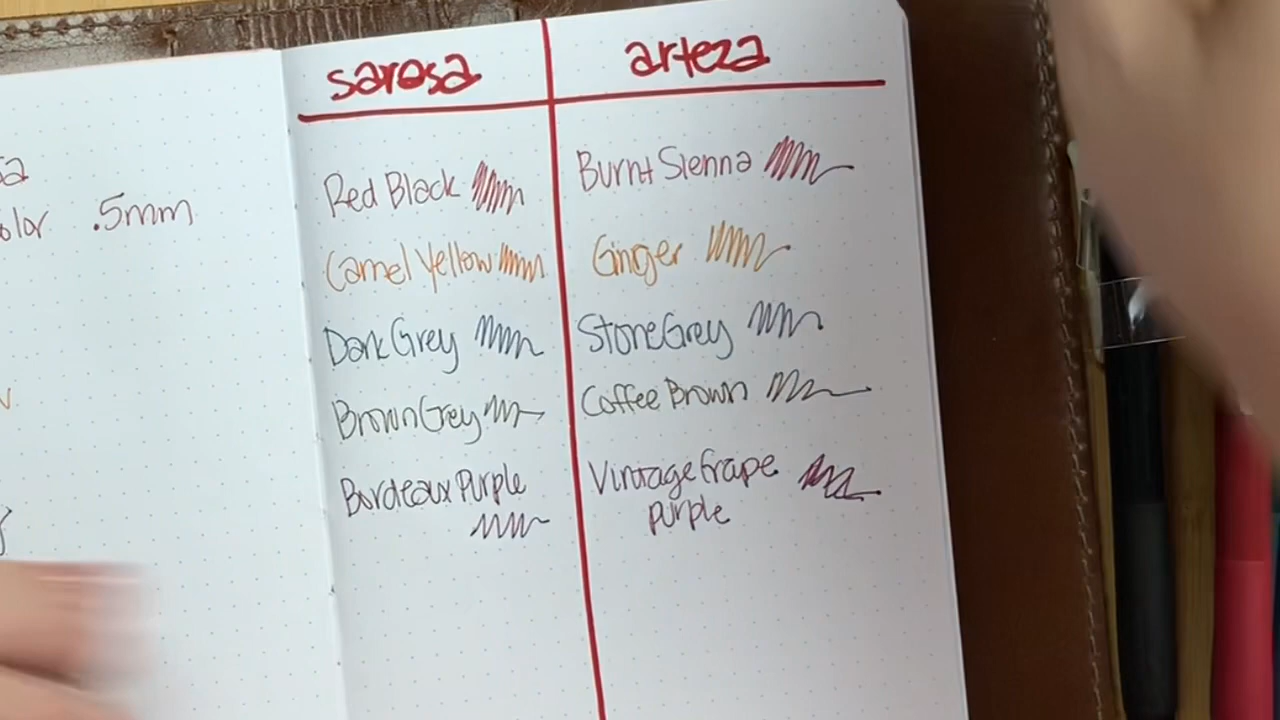 sarasa
arteza
.5mm
Red Black
Burnt Sienna
Camel Yellow
Ginger
Dark Grey
Stone Grey
Brown Grey
Coffee Brown
Bordeaux Purple
Vintage Grape
purple